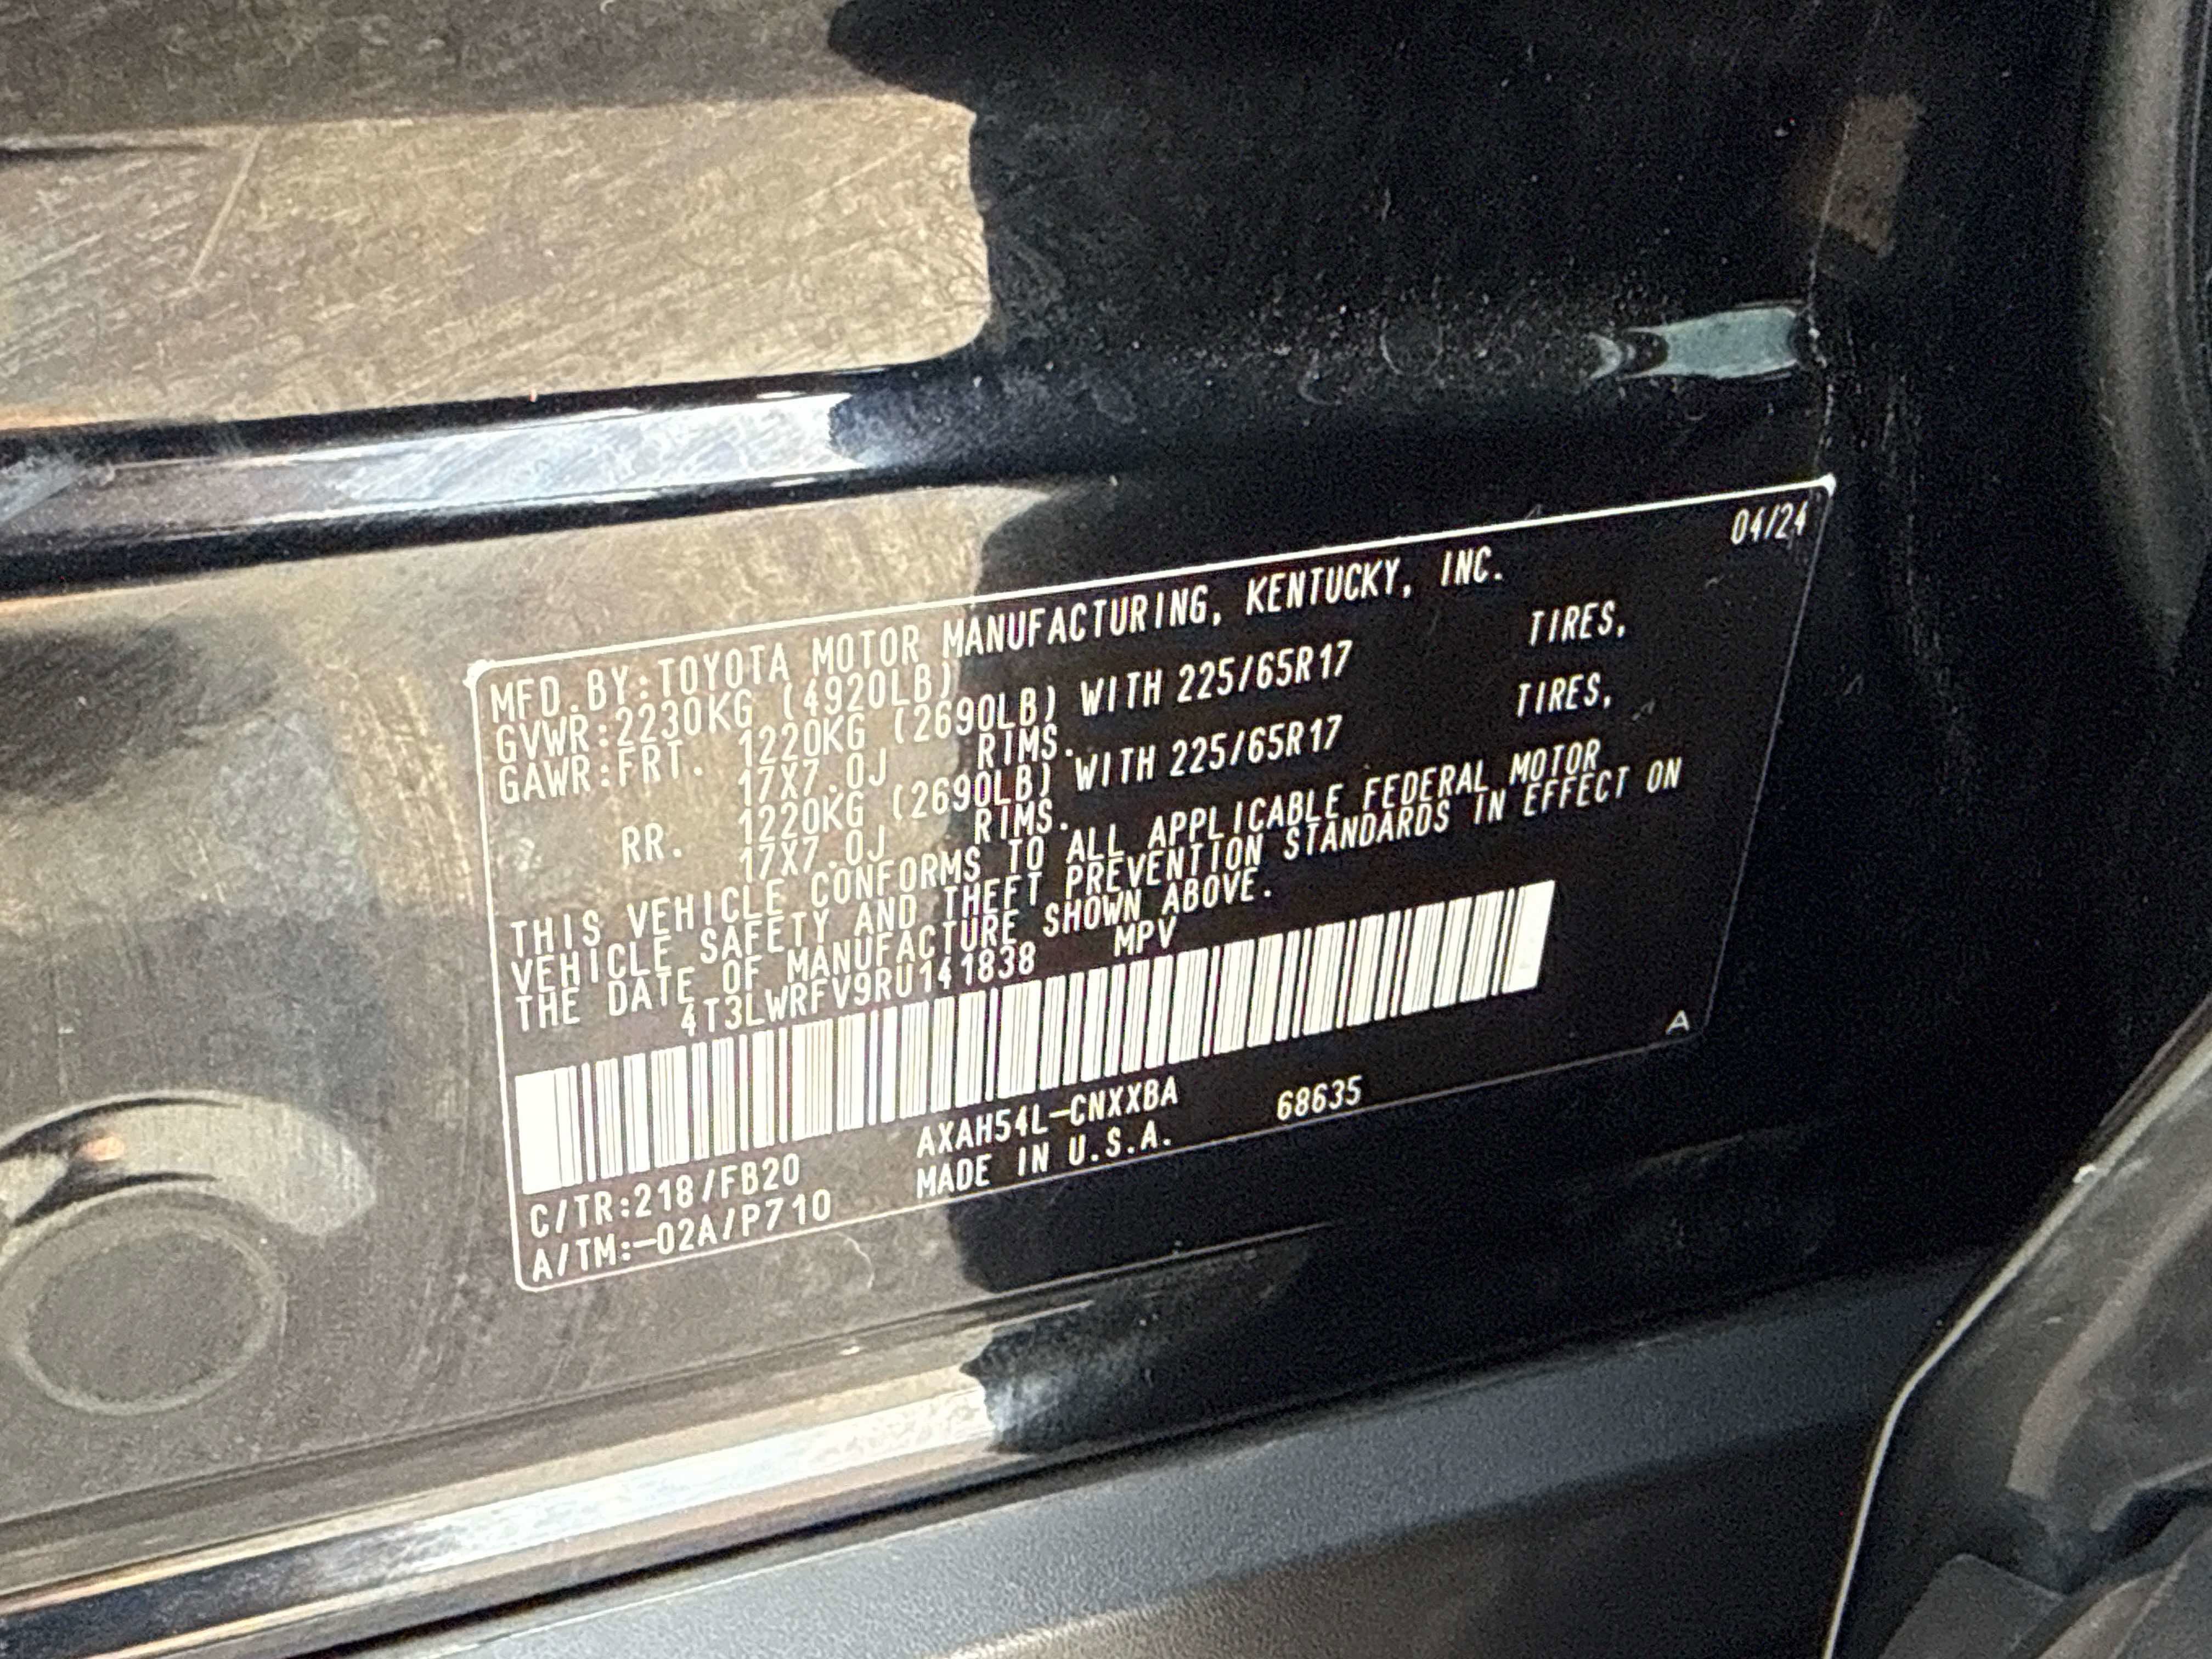 04/24
MFD.BY:TOYOTA MOTOR MANUFACTURING, KENTUCKY, INC.
GVWR:2230KG (4920LB)
GAWR:FRT. 1220KG (2690LB) WITH 225/65R17 TIRES,
17X7.0J RIMS.
RR. 1220KG (2690LB) WITH 225/65R17 TIRES,
17X7.0J RIMS.
THIS VEHICLE CONFORMS TO ALL APPLICABLE FEDERAL MOTOR
VEHICLE SAFETY AND THEFT PREVENTION STANDARDS IN EFFECT ON
THE DATE OF MANUFACTURE SHOWN ABOVE.
4T3LWRFV9RU141838 MPV
A
C/TR:218/FB20 AXAH54L-CNXXBA 68635
A/TM:-02A/P710 MADE IN U.S.A.